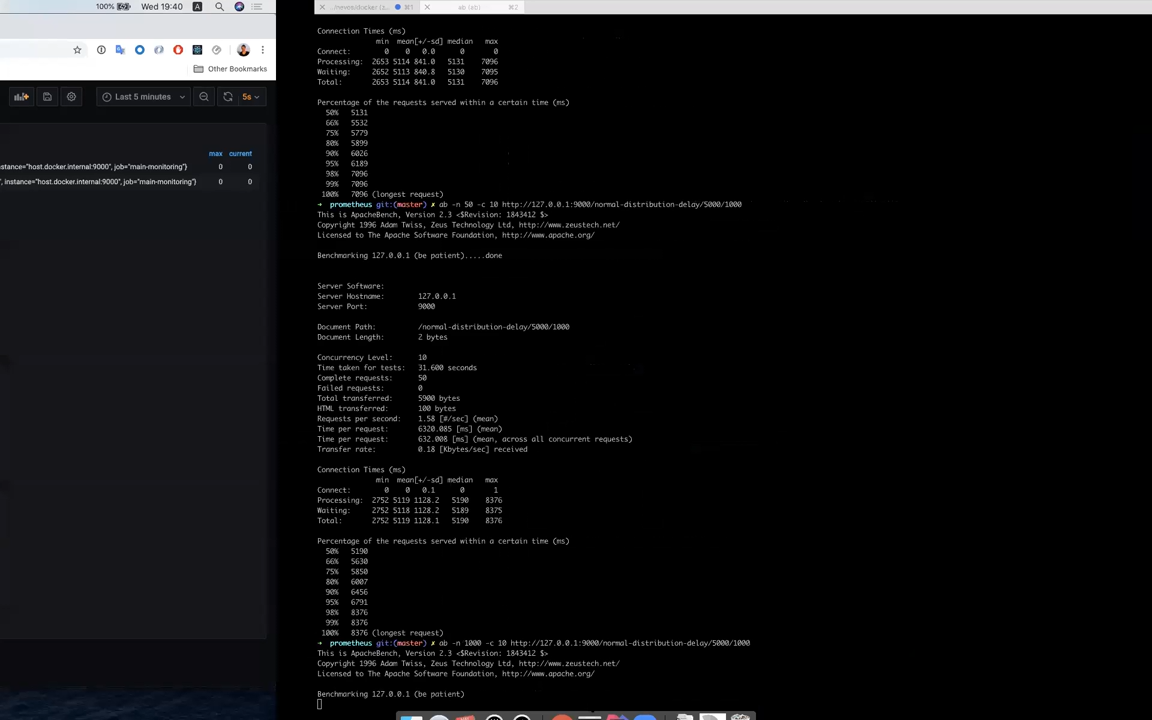 100% Wed 19:40
Other Bookmarks
Last 5 minutes
5s
max current
instance="host.docker.internal:9000", job="main-monitoring"} 0 0
, instance="host.docker.internal:9000", job="main-monitoring"} 0 0
⌘1
ab (ab) ⌘2
Connection Times (ms)
min mean[+/-sd] median max
Connect: 0 0 0.0 0 0
Processing: 2653 5114 841.0 5131 7096
Waiting: 2652 5113 840.8 5130 7095
Total: 2653 5114 841.0 5131 7096
Percentage of the requests served within a certain time (ms)
50% 5131
66% 5532
75% 5779
80% 5899
90% 6026
95% 6189
98% 7096
99% 7096
100% 7096 (longest request)
➜ prometheus git:(master) ✗ ab -n 50 -c 10 http://127.0.0.1:9000/normal-distribution-delay/5000/1000
This is ApacheBench, Version 2.3 <$Revision: 1843412 $>
Copyright 1996 Adam Twiss, Zeus Technology Ltd, http://www.zeustech.net/
Licensed to The Apache Software Foundation, http://www.apache.org/
Benchmarking 127.0.0.1 (be patient).....done
Server Software:
Server Hostname: 127.0.0.1
Server Port: 9000
Document Path: /normal-distribution-delay/5000/1000
Document Length: 2 bytes
Concurrency Level: 10
Time taken for tests: 31.600 seconds
Complete requests: 50
Failed requests: 0
Total transferred: 5900 bytes
HTML transferred: 100 bytes
Requests per second: 1.58 [#/sec] (mean)
Time per request: 6320.085 [ms] (mean)
Time per request: 632.008 [ms] (mean, across all concurrent requests)
Transfer rate: 0.18 [Kbytes/sec] received
Connection Times (ms)
min mean[+/-sd] median max
Connect: 0 0 0.1 0 1
Processing: 2752 5119 1128.2 5190 8376
Waiting: 2752 5118 1128.2 5189 8375
Total: 2752 5119 1128.1 5190 8376
Percentage of the requests served within a certain time (ms)
50% 5190
66% 5630
75% 5850
80% 6007
90% 6456
95% 6791
98% 8376
99% 8376
100% 8376 (longest request)
➜ prometheus git:(master) ✗ ab -n 1000 -c 10 http://127.0.0.1:9000/normal-distribution-delay/5000/1000
This is ApacheBench, Version 2.3 <$Revision: 1843412 $>
Copyright 1996 Adam Twiss, Zeus Technology Ltd, http://www.zeustech.net/
Licensed to The Apache Software Foundation, http://www.apache.org/
Benchmarking 127.0.0.1 (be patient)